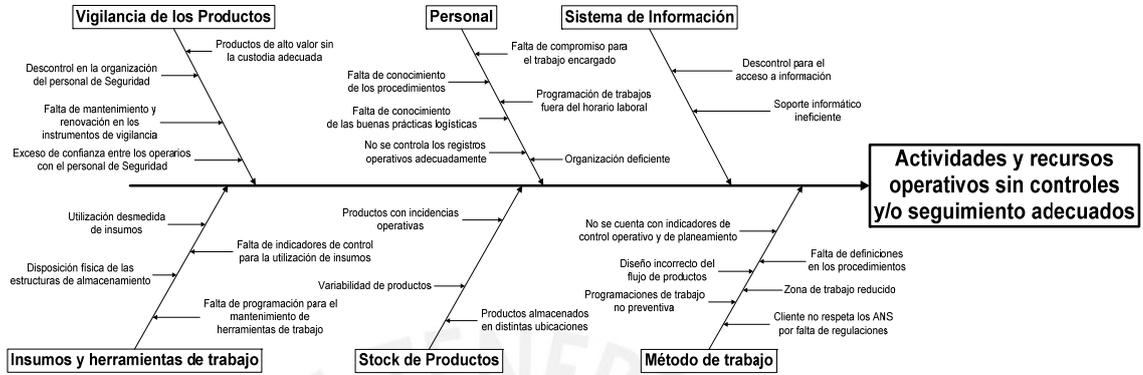 Vigilancia de los Productos
Personal
Sistema de Información
Productos de alto valor sin
la custodia adecuada
Descontrol en la organización
del personal de Seguridad
Falta de mantenimiento y
renovación en los
instrumentos de vigilancia
Exceso de confianza entre los operarios
con el personal de Seguridad
Falta de compromiso para
el trabajo encargado
Falta de conocimiento
de los procedimientos
Programación de trabajos
fuera del horario laboral
Falta de conocimiento
de las buenas prácticas logísticas
No se controla los registros
operativos adecuadamente
Organización deficiente
Descontrol para el
acceso a información
Soporte informático
ineficiente
Actividades y recursos
operativos sin controles
y/o seguimiento adecuados
Utilización desmedida
de insumos
Falta de indicadores de control
para la utilización de insumos
Disposición física de las
estructuras de almacenamiento
Falta de programación para el
mantenimiento de
herramientas de trabajo
Productos con incidencias
operativas
Variabilidad de productos
Productos almacenados
en distintas ubicaciones
No se cuenta con indicadores de
control operativo y de planeamiento
Falta de definiciones
en los procedimientos
Diseño incorrecto del
flujo de productos
Zona de trabajo reducido
Programaciones de trabajo
no preventiva
Cliente no respeta los ANS
por falta de regulaciones
Insumos y herramientas de trabajo
Stock de Productos
Método de trabajo